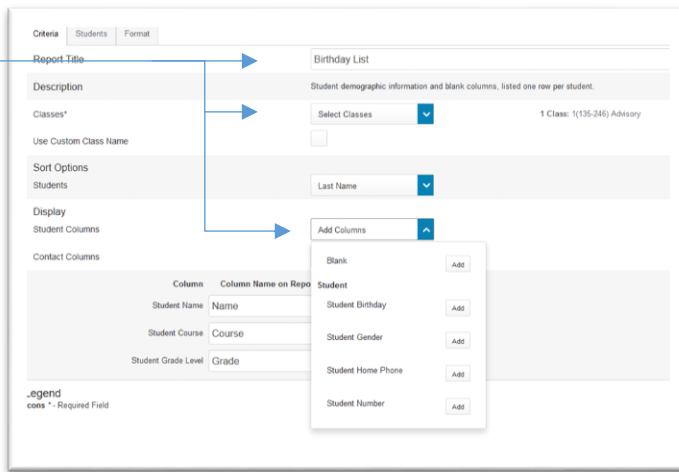 Criteria Students Format
Report Title Birthday List
Description Student demographic information and blank columns, listed one row per student.
Classes* Select Classes 1 Class: 1(135-246) Advisory
Use Custom Class Name
Sort Options
Students Last Name
Display
Student Columns Add Columns
Contact Columns Blank Add
Column Column Name on Repo Student
Student Name Name Student Birthday Add
Student Course Course Student Gender Add
Student Grade Level Grade Student Home Phone Add
Student Number Add
.egend
cons * - Required Field